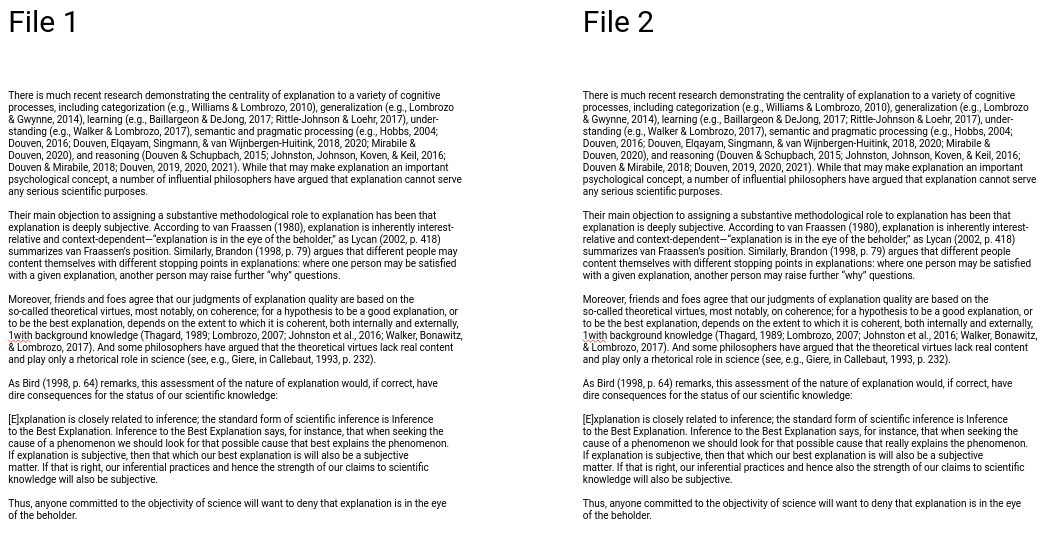 File 1
There is much recent research demonstrating the centrality of explanation to a variety of cognitive
processes, including categorization (e.g., Williams & Lombrozo, 2010), generalization (e.g., Lombrozo
& Gwynne, 2014), learning (e.g., Baillargeon & DeJong, 2017; Rittle-Johnson & Loehr, 2017), under-
standing (e.g., Walker & Lombrozo, 2017), semantic and pragmatic processing (e.g., Hobbs, 2004;
Douven, 2016; Douven, Elqayam, Singmann, & van Wijnbergen-Huitink, 2018, 2020; Mirabile &
Douven, 2020), and reasoning (Douven & Schupbach, 2015; Johnston, Johnson, Koven, & Keil, 2016;
Douven & Mirabile, 2018; Douven, 2019, 2020, 2021). While that may make explanation an important
psychological concept, a number of influential philosophers have argued that explanation cannot serve
any serious scientific purposes.
Their main objection to assigning a substantive methodological role to explanation has been that
explanation is deeply subjective. According to van Fraassen (1980), explanation is inherently interest-
relative and context-dependent—“explanation is in the eye of the beholder,” as Lycan (2002, p. 418)
summarizes van Fraassen’s position. Similarly, Brandon (1998, p. 79) argues that different people may
content themselves with different stopping points in explanations: where one person may be satisfied
with a given explanation, another person may raise further “why” questions.
Moreover, friends and foes agree that our judgments of explanation quality are based on the
so-called theoretical virtues, most notably, on coherence; for a hypothesis to be a good explanation, or
to be the best explanation, depends on the extent to which it is coherent, both internally and externally,
1with background knowledge (Thagard, 1989; Lombrozo, 2007; Johnston et al., 2016; Walker, Bonawitz,
& Lombrozo, 2017). And some philosophers have argued that the theoretical virtues lack real content
and play only a rhetorical role in science (see, e.g., Giere, in Callebaut, 1993, p. 232).
As Bird (1998, p. 64) remarks, this assessment of the nature of explanation would, if correct, have
dire consequences for the status of our scientific knowledge:
[E]xplanation is closely related to inference; the standard form of scientific inference is Inference
to the Best Explanation. Inference to the Best Explanation says, for instance, that when seeking the
cause of a phenomenon we should look for that possible cause that best explains the phenomenon.
If explanation is subjective, then that which our best explanation is will also be a subjective
matter. If that is right, our inferential practices and hence the strength of our claims to scientific
knowledge will also be subjective.
Thus, anyone committed to the objectivity of science will want to deny that explanation is in the eye
of the beholder.
File 2
There is much recent research demonstrating the centrality of explanation to a variety of cognitive
processes, including categorization (e.g., Williams & Lombrozo, 2010), generalization (e.g., Lombrozo
& Gwynne, 2014), learning (e.g., Baillargeon & DeJong, 2017; Rittle-Johnson & Loehr, 2017), under-
standing (e.g., Walker & Lombrozo, 2017), semantic and pragmatic processing (e.g., Hobbs, 2004;
Douven, 2016; Douven, Elqayam, Singmann, & van Wijnbergen-Huitink, 2018, 2020; Mirabile &
Douven, 2020), and reasoning (Douven & Schupbach, 2015; Johnston, Johnson, Koven, & Keil, 2016;
Douven & Mirabile, 2018; Douven, 2019, 2020, 2021). While that may make explanation an important
psychological concept, a number of influential philosophers have argued that explanation cannot serve
any serious scientific purposes.
Their main objection to assigning a substantive methodological role to explanation has been that
explanation is deeply subjective. According to van Fraassen (1980), explanation is inherently interest-
relative and context-dependent—“explanation is in the eye of the beholder,” as Lycan (2002, p. 418)
summarizes van Fraassen’s position. Similarly, Brandon (1998, p. 79) argues that different people may
content themselves with different stopping points in explanations: where one person may be satisfied
with a given explanation, another person may raise further “why” questions.
Moreover, friends and foes agree that our judgments of explanation quality are based on the
so-called theoretical virtues, most notably, on coherence; for a hypothesis to be a good explanation, or
to be the best explanation, depends on the extent to which it is coherent, both internally and externally,
1with background knowledge (Thagard, 1989; Lombrozo, 2007; Johnston et al., 2016; Walker, Bonawitz,
& Lombrozo, 2017). And some philosophers have argued that the theoretical virtues lack real content
and play only a rhetorical role in science (see, e.g., Giere, in Callebaut, 1993, p. 232).
As Bird (1998, p. 64) remarks, this assessment of the nature of explanation would, if correct, have
dire consequences for the status of our scientific knowledge:
[E]xplanation is closely related to inference; the standard form of scientific inference is Inference
to the Best Explanation. Inference to the Best Explanation says, for instance, that when seeking the
cause of a phenomenon we should look for that possible cause that really explains the phenomenon.
If explanation is subjective, then that which our best explanation is will also be a subjective
matter. If that is right, our inferential practices and hence also the strength of our claims to scientific
knowledge will also be subjective.
Thus, anyone committed to the objectivity of science will want to deny that explanation is in the eye
of the beholder.